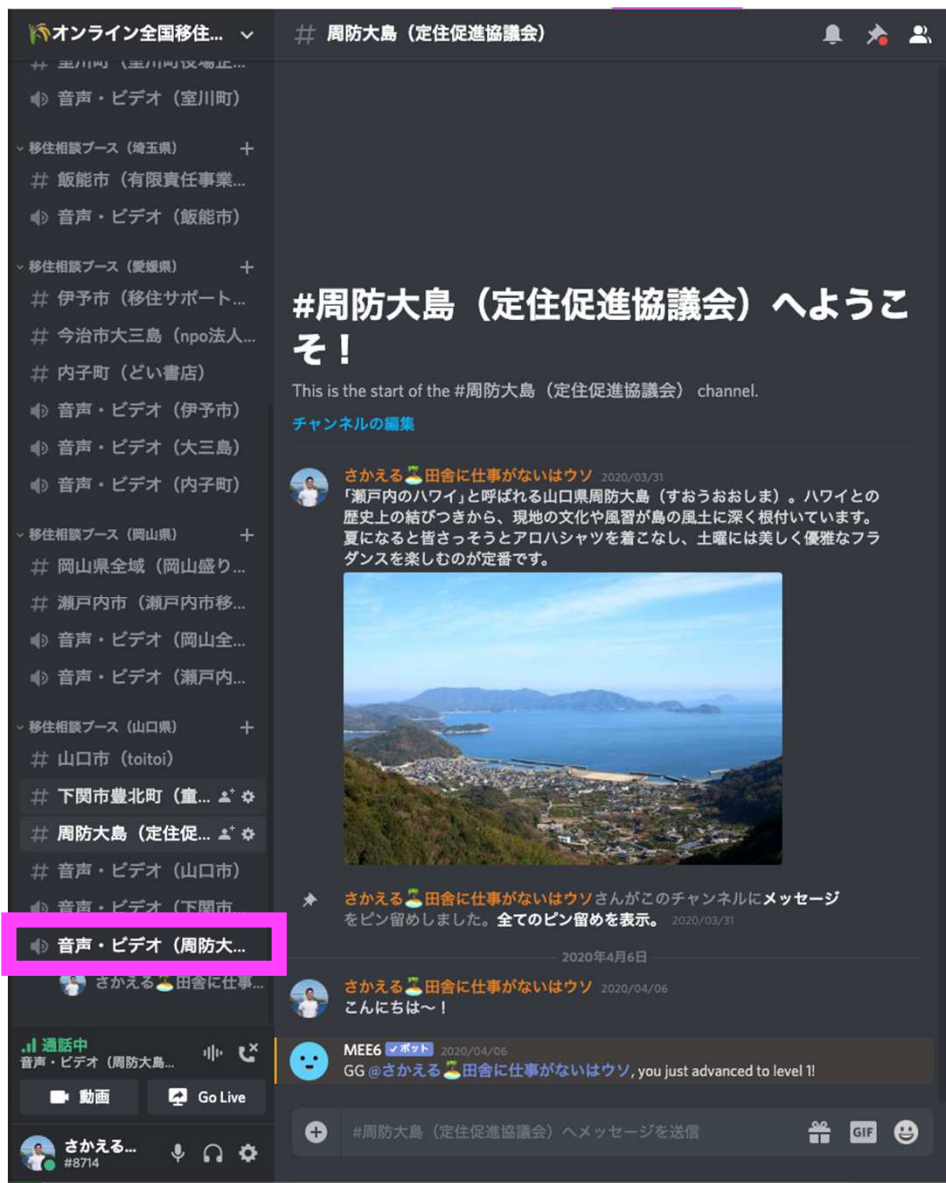 オンライン全国移住...
音声・ビデオ（室川町）
移住相談ブース（埼玉県）
飯能市（有限責任事業...
音声・ビデオ（飯能市）
移住相談ブース（愛媛県）
伊予市（移住サポート...
今治市大三島（npo法人...
内子町（どい書店）
音声・ビデオ（伊予市）
音声・ビデオ（大三島）
音声・ビデオ（内子町）
移住相談ブース（岡山県）
岡山県全域（岡山盛り...
瀬戸内市（瀬戸内市移...
音声・ビデオ（岡山全...
音声・ビデオ（瀬戸内...
移住相談ブース（山口県）
山口市（toitoi）
下関市豊北町（童...
周防大島（定住促...
音声・ビデオ（山口市）
音声・ビデオ（下関市...
音声・ビデオ（周防大...
さかえる🏝田舎に仕事...
通話中
音声・ビデオ（周防大島...
動画
Go Live
さかえる...
#8714
# 周防大島（定住促進協議会）
#周防大島（定住促進協議会）へようこ
そ！
This is the start of the #周防大島（定住促進協議会） channel.
チャンネルの編集
さかえる🏝田舎に仕事がないはウソ 2020/03/31
「瀬戸内のハワイ」と呼ばれる山口県周防大島（すおうおおしま）。ハワイとの
歴史上の結びつきから、現地の文化や風習が島の風土に深く根付いています。
夏になると皆さっそうとアロハシャツを着こなし、土曜には美しく優雅なフラ
ダンスを楽しむのが定番です。
さかえる🏝田舎に仕事がないはウソさんがこのチャンネルにメッセージ
をピン留めしました。全てのピン留めを表示。 2020/03/31
2020年4月6日
さかえる🏝田舎に仕事がないはウソ 2020/04/06
こんにちは〜！
MEE6 ✓ボット 2020/04/06
GG @さかえる🏝田舎に仕事がないはウソ, you just advanced to level 1!
#周防大島（定住促進協議会）へメッセージを送信
GIF